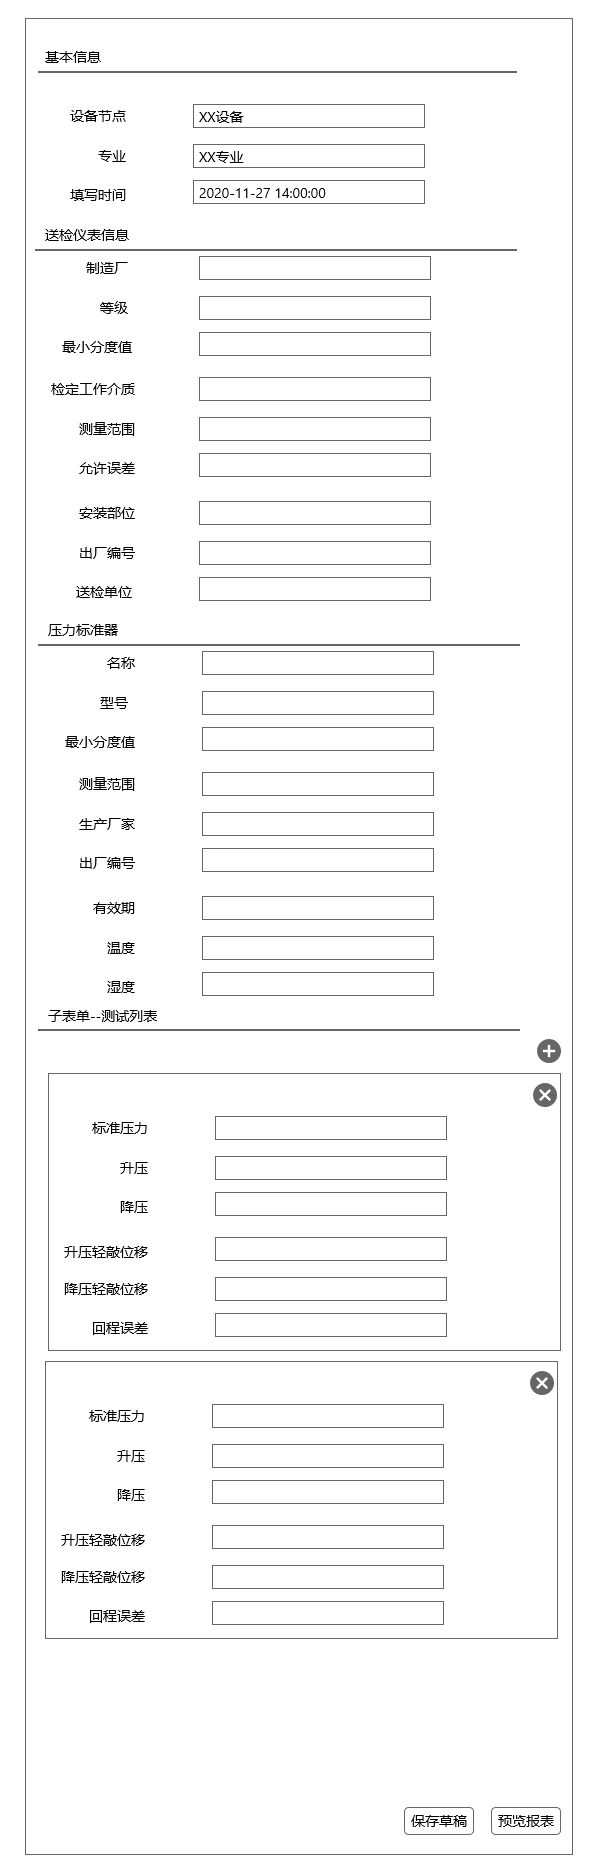 基本信息
设备节点 XX设备
专业 XX专业
填写时间 2020-11-27 14:00:00
送检仪表信息
制造厂
等级
最小分度值
检定工作介质
测量范围
允许误差
安装部位
出厂编号
送检单位
压力标准器
名称
型号
最小分度值
测量范围
生产厂家
出厂编号
有效期
温度
湿度
子表单--测试列表
标准压力
升压
降压
升压轻敲位移
降压轻敲位移
回程误差
标准压力
升压
降压
升压轻敲位移
降压轻敲位移
回程误差
保存草稿 预览报表